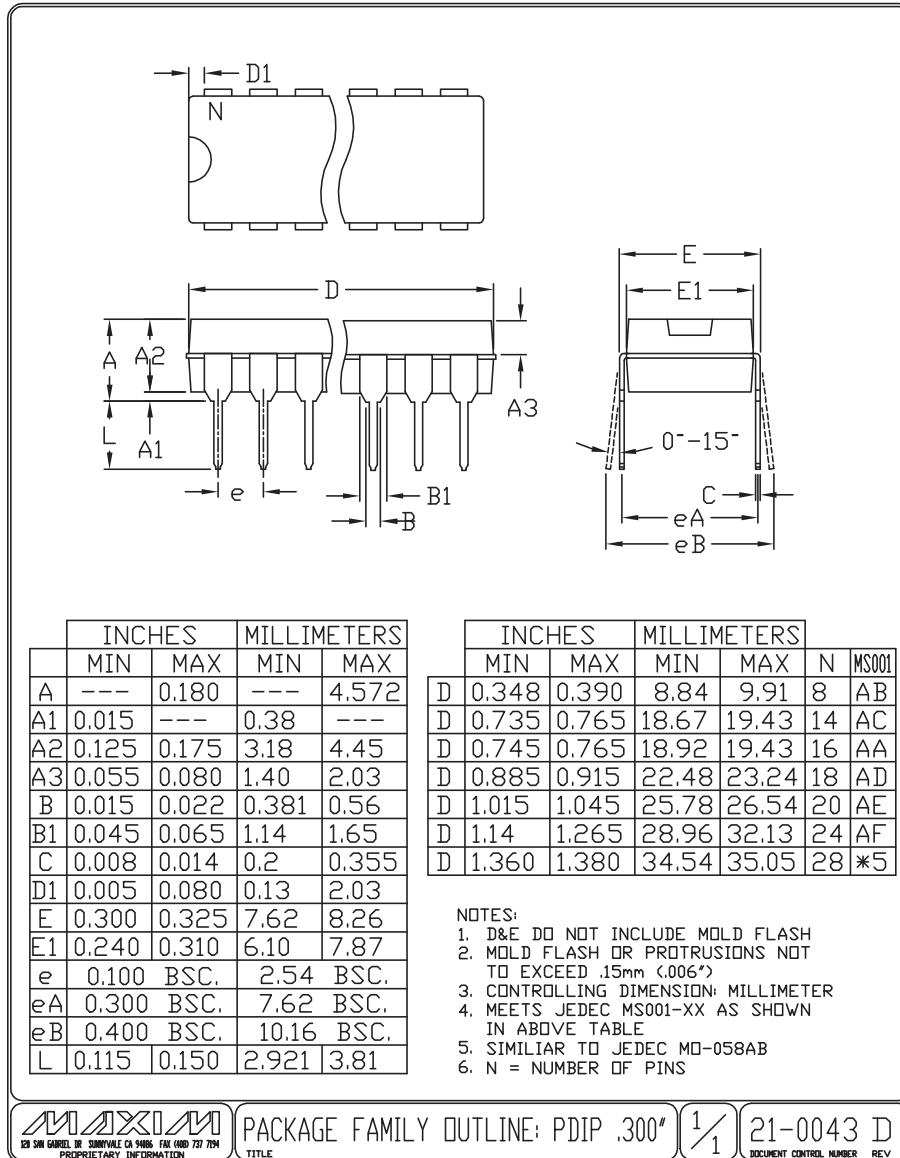 D1
N
D
E
E1
A
A2
A3
L
A1
0°-15°
e
B1
B
C
eA
eB
INCHES MILLIMETERS
MIN MAX MIN MAX
A --- 0.180 --- 4.572
A1 0.015 --- 0.38 ---
A2 0.125 0.175 3.18 4.45
A3 0.055 0.080 1.40 2.03
B 0.015 0.022 0.381 0.56
B1 0.045 0.065 1.14 1.65
C 0.008 0.014 0.2 0.355
D1 0.005 0.080 0.13 2.03
E 0.300 0.325 7.62 8.26
E1 0.240 0.310 6.10 7.87
e 0.100 BSC. 2.54 BSC.
eA 0.300 BSC. 7.62 BSC.
eB 0.400 BSC. 10.16 BSC.
L 0.115 0.150 2.921 3.81
INCHES MILLIMETERS
MIN MAX MIN MAX N MS001
D 0.348 0.390 8.84 9.91 8 AB
D 0.735 0.765 18.67 19.43 14 AC
D 0.745 0.765 18.92 19.43 16 AA
D 0.885 0.915 22.48 23.24 18 AD
D 1.015 1.045 25.78 26.54 20 AE
D 1.14 1.265 28.96 32.13 24 AF
D 1.360 1.380 34.54 35.05 28 *5
NOTES:
1. D&E DO NOT INCLUDE MOLD FLASH
2. MOLD FLASH OR PROTRUSIONS NOT
TO EXCEED .15mm (.006")
3. CONTROLLING DIMENSION: MILLIMETER
4. MEETS JEDEC MS001-XX AS SHOWN
IN ABOVE TABLE
5. SIMILIAR TO JEDEC MO-058AB
6. N = NUMBER OF PINS
MAXIM
120 SAN GABRIEL DR SUNNYVALE CA 94086 FAX (408) 737 7194
PROPRIETARY INFORMATION
PACKAGE FAMILY OUTLINE: PDIP .300"
TITLE
1/1
21-0043 D
DOCUMENT CONTROL NUMBER REV